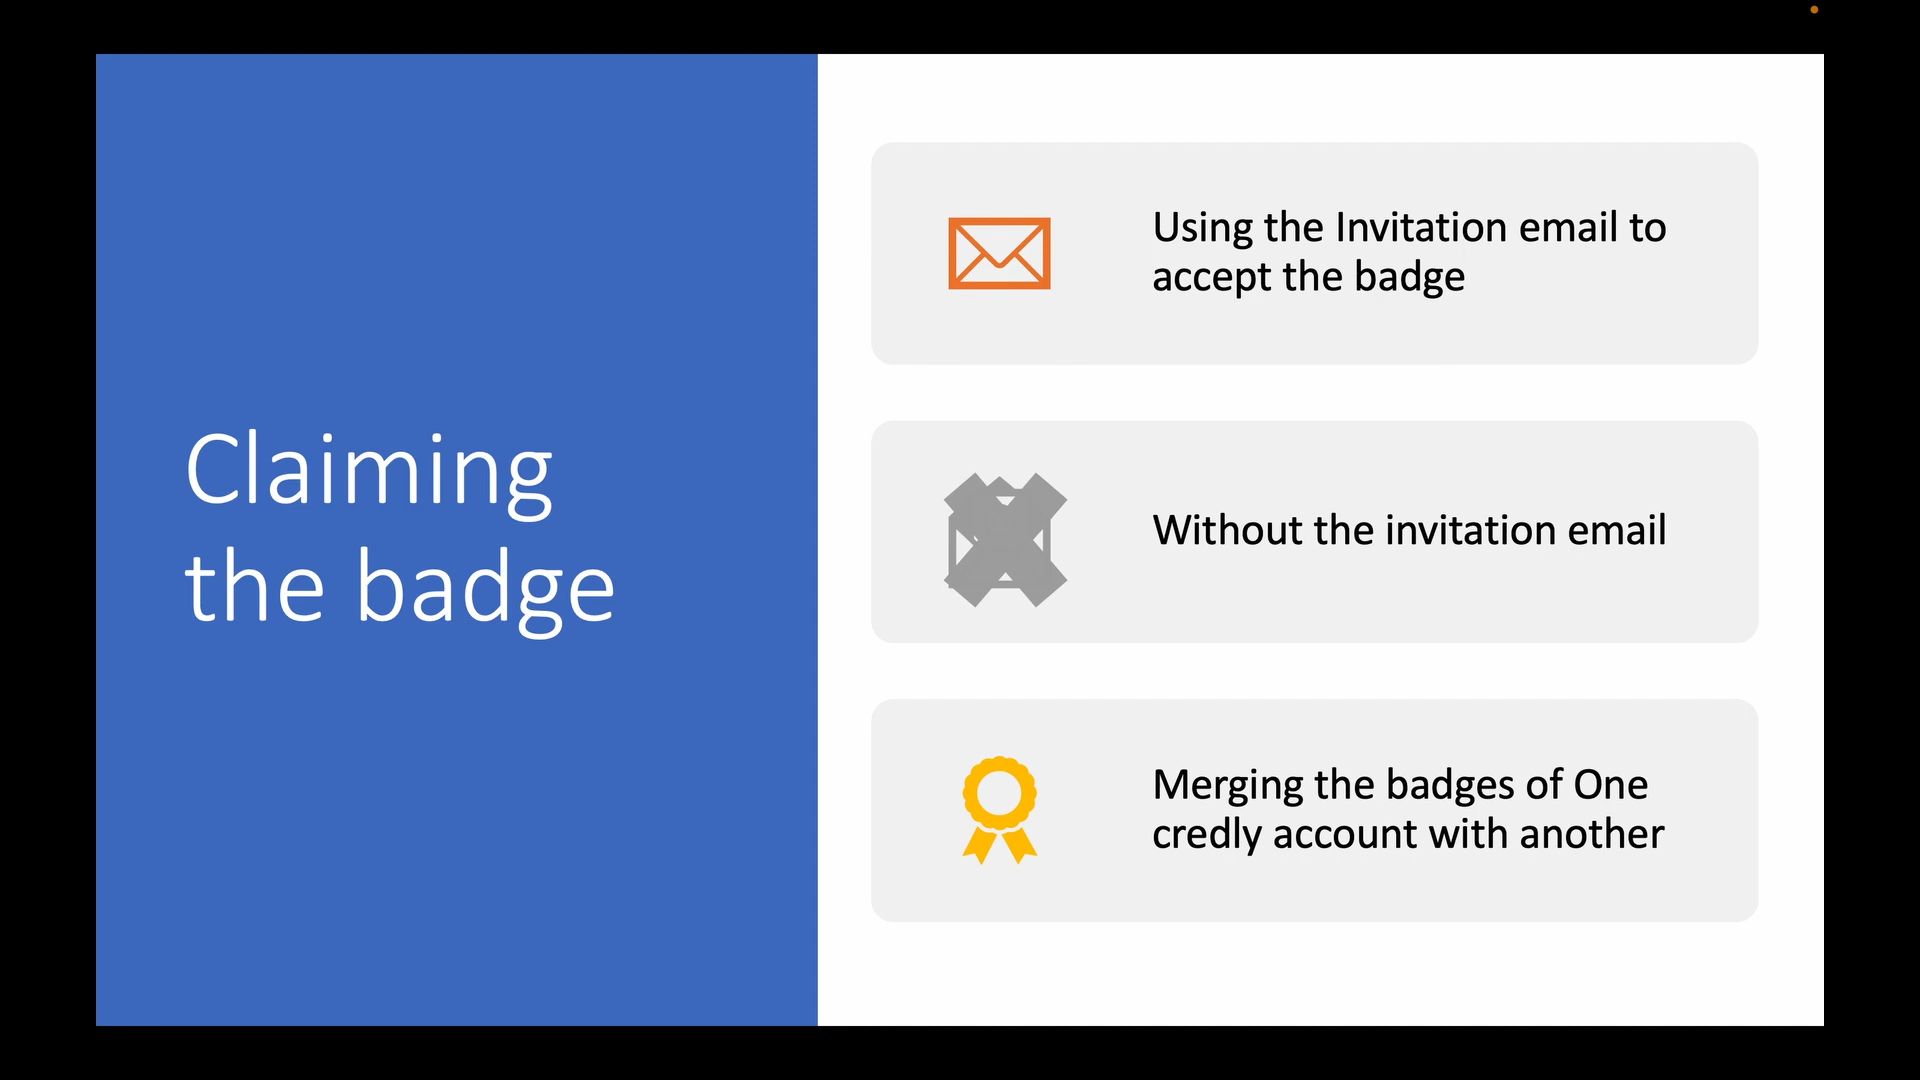 Claiming
the badge
Using the Invitation email to
accept the badge
Without the invitation email
Merging the badges of One
credly account with another